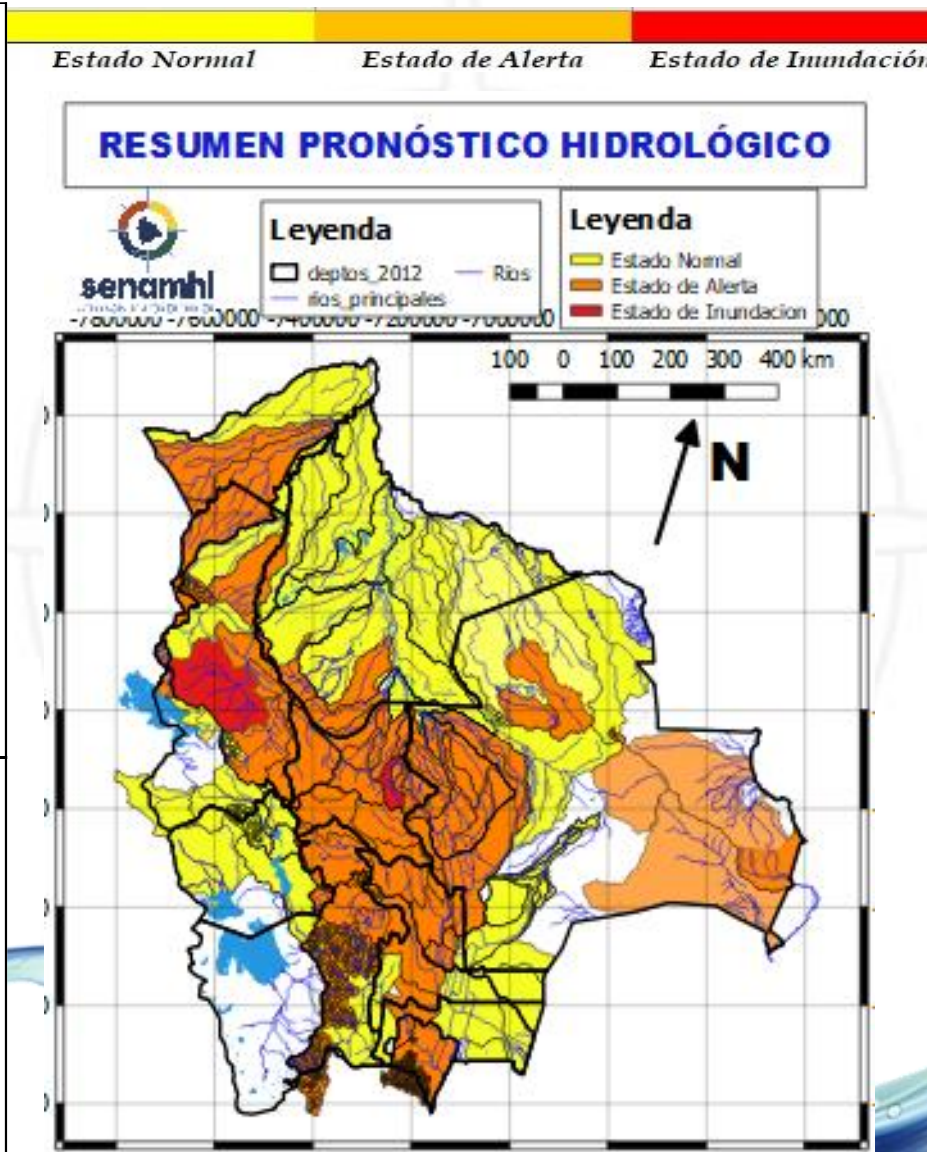 Estado Normal Estado de Alerta Estado de Inundación
RESUMEN PRONÓSTICO HIDROLÓGICO
senamhi
Leyenda
deptos_2012 Rios
rios_principales
Leyenda
Estado Normal
Estado de Alerta
Estado de Inundacion
-7800000 -7600000 -7400000 -7200000 -7000000
100 0 100 200 300 400 km
N